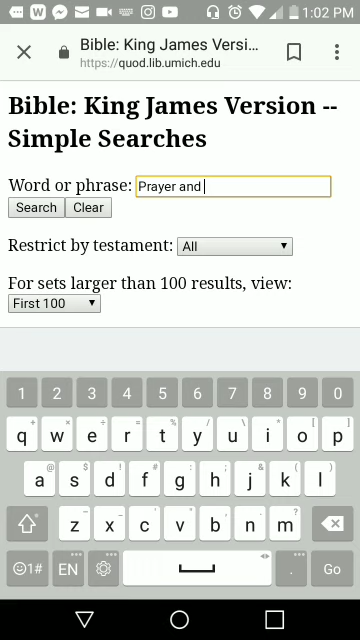 1:02 PM
Bible: King James Versi...
https://quod.lib.umich.edu
Bible: King James Version --
Simple Searches
Word or phrase: Prayer and
Search Clear
Restrict by testament: All
For sets larger than 100 results, view:
First 100
1 2 3 4 5 6 7 8 9 0
q w e r t y u i o p
a s d f g h j k l
z x c v b n m
☺1# EN . Go